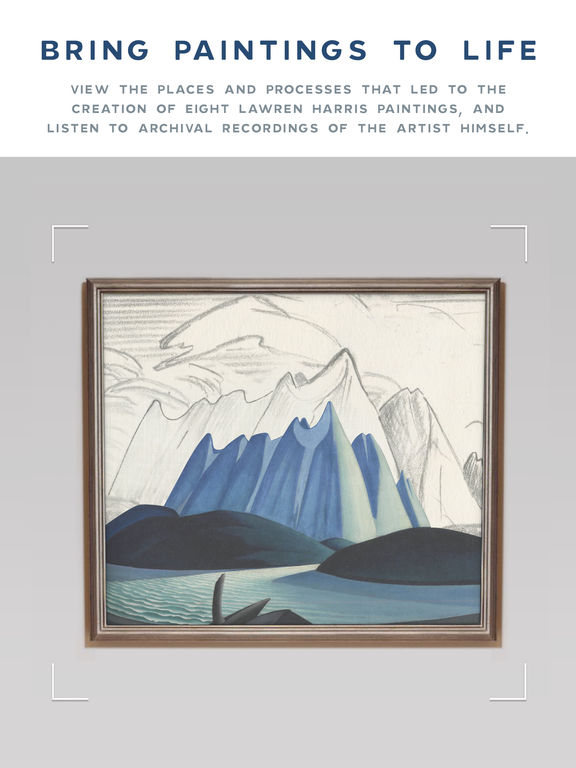 BRING PAINTINGS TO LIFE
VIEW THE PLACES AND PROCESSES THAT LED TO THE
CREATION OF EIGHT LAWREN HARRIS PAINTINGS, AND
LISTEN TO ARCHIVAL RECORDINGS OF THE ARTIST HIMSELF.